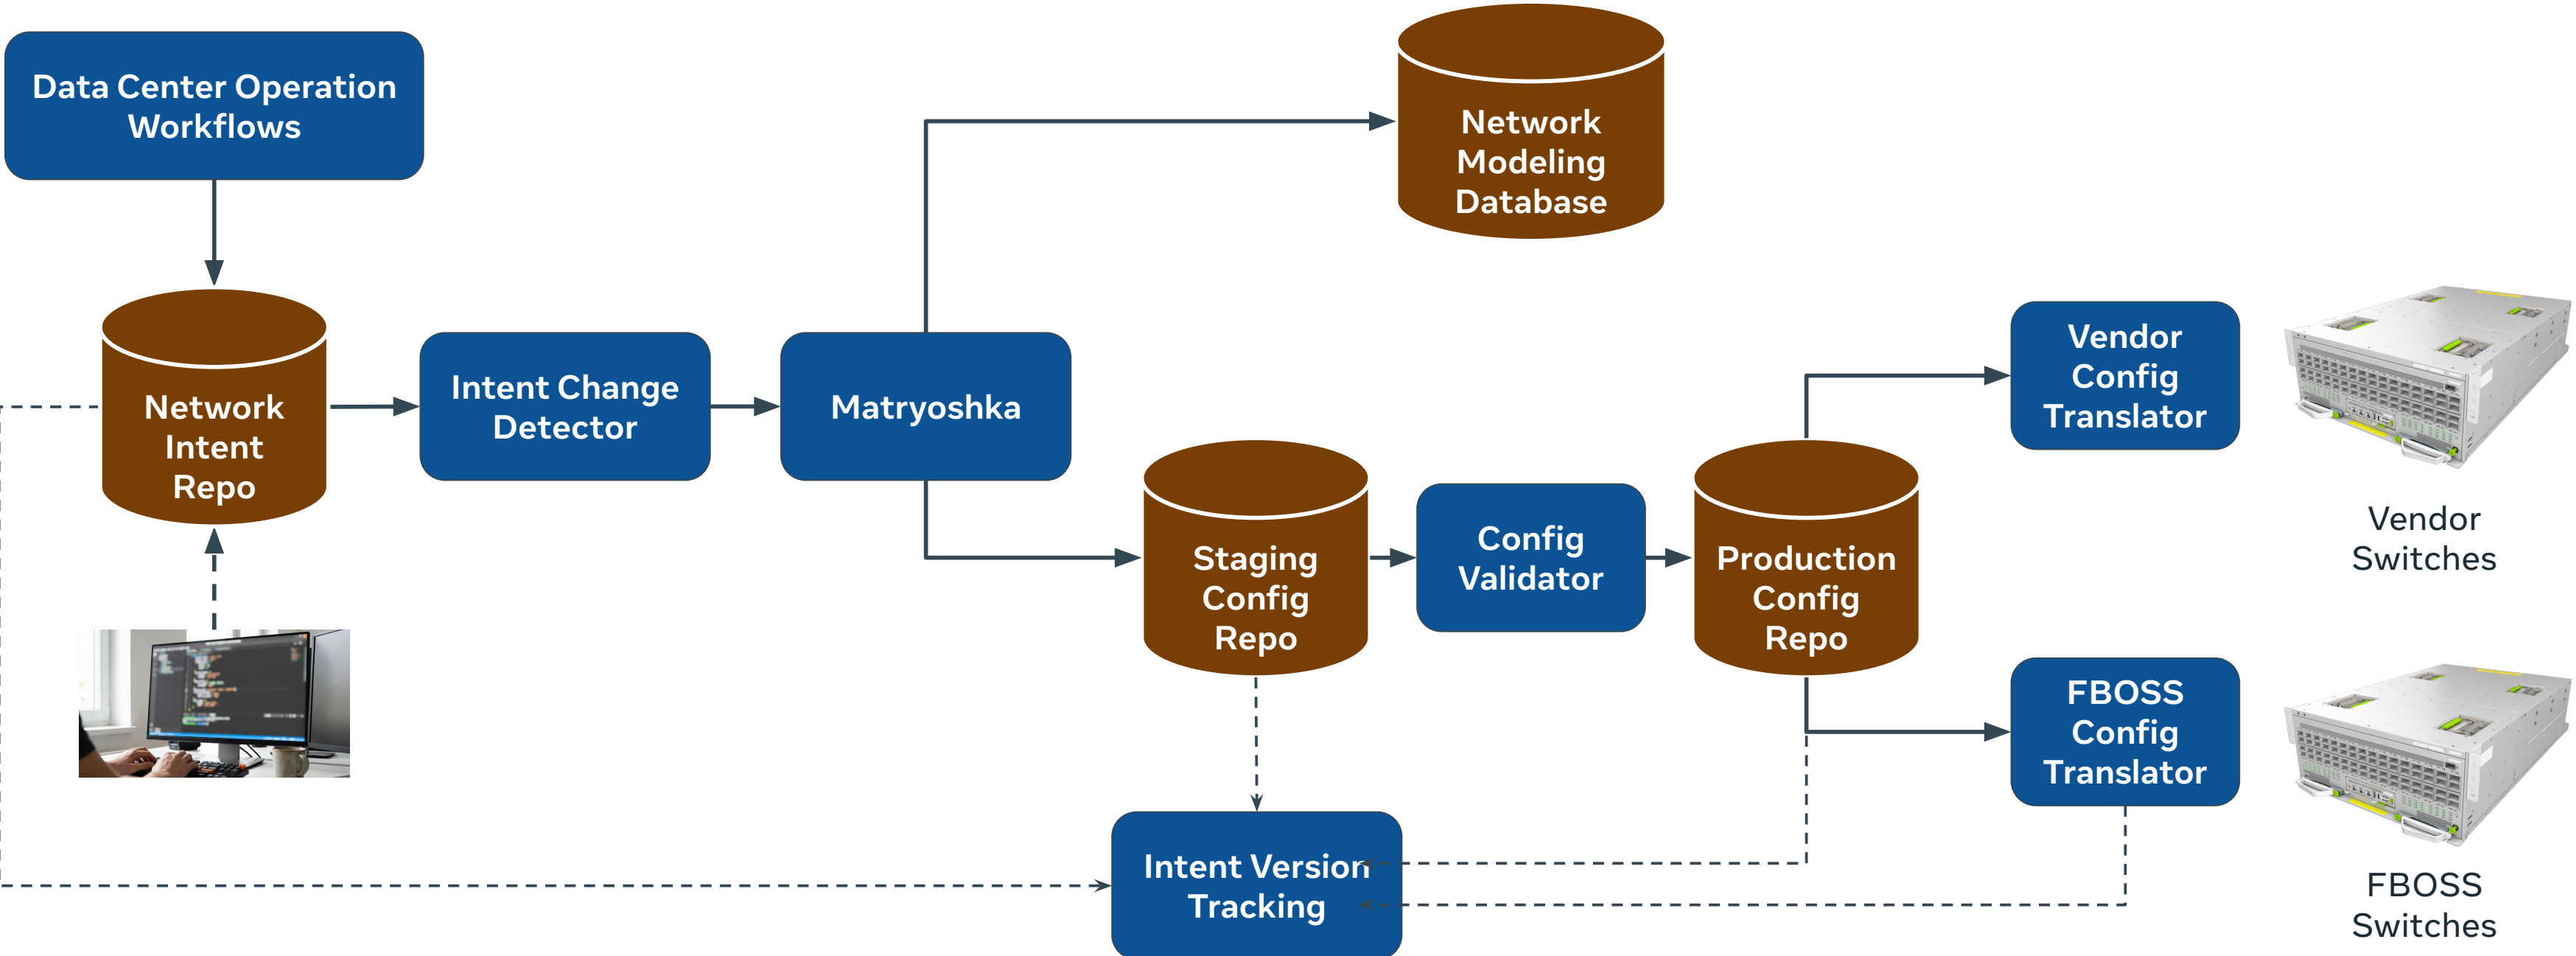 Data Center Operation
Workflows
Network
Modeling
Database
Network
Intent
Repo
Intent Change
Detector
Matryoshka
Staging
Config
Repo
Config
Validator
Production
Config
Repo
Vendor
Config
Translator
Vendor
Switches
FBOSS
Config
Translator
FBOSS
Switches
Intent Version
Tracking